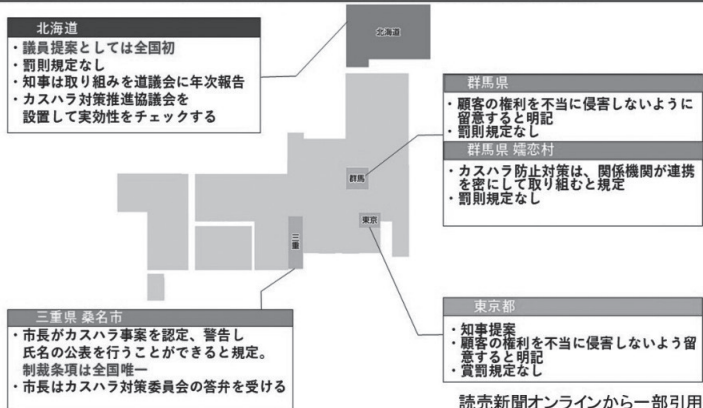 北海道
・議員提案としては全国初
・罰則規定なし
・知事は取り組みを道議会に年次報告
・カスハラ対策推進協議会を
設置して実効性をチェックする
北海道
群馬県
・顧客の権利を不当に侵害しないように
留意すると明記
・罰則規定なし
群馬県 嬬恋村
・カスハラ防止対策は、関係機関が連携
を密にして取り組むと規定
・罰則規定なし
群馬
東京
三重
三重県 桑名市
・市長がカスハラ事案を認定、警告し
氏名の公表を行うことができると規定。
制裁条項は全国唯一
・市長はカスハラ対策委員会の答弁を受ける
東京都
・知事提案
・顧客の権利を不当に侵害しないよう留
意すると明記
・賞罰規定なし
読売新聞オンラインから一部引用